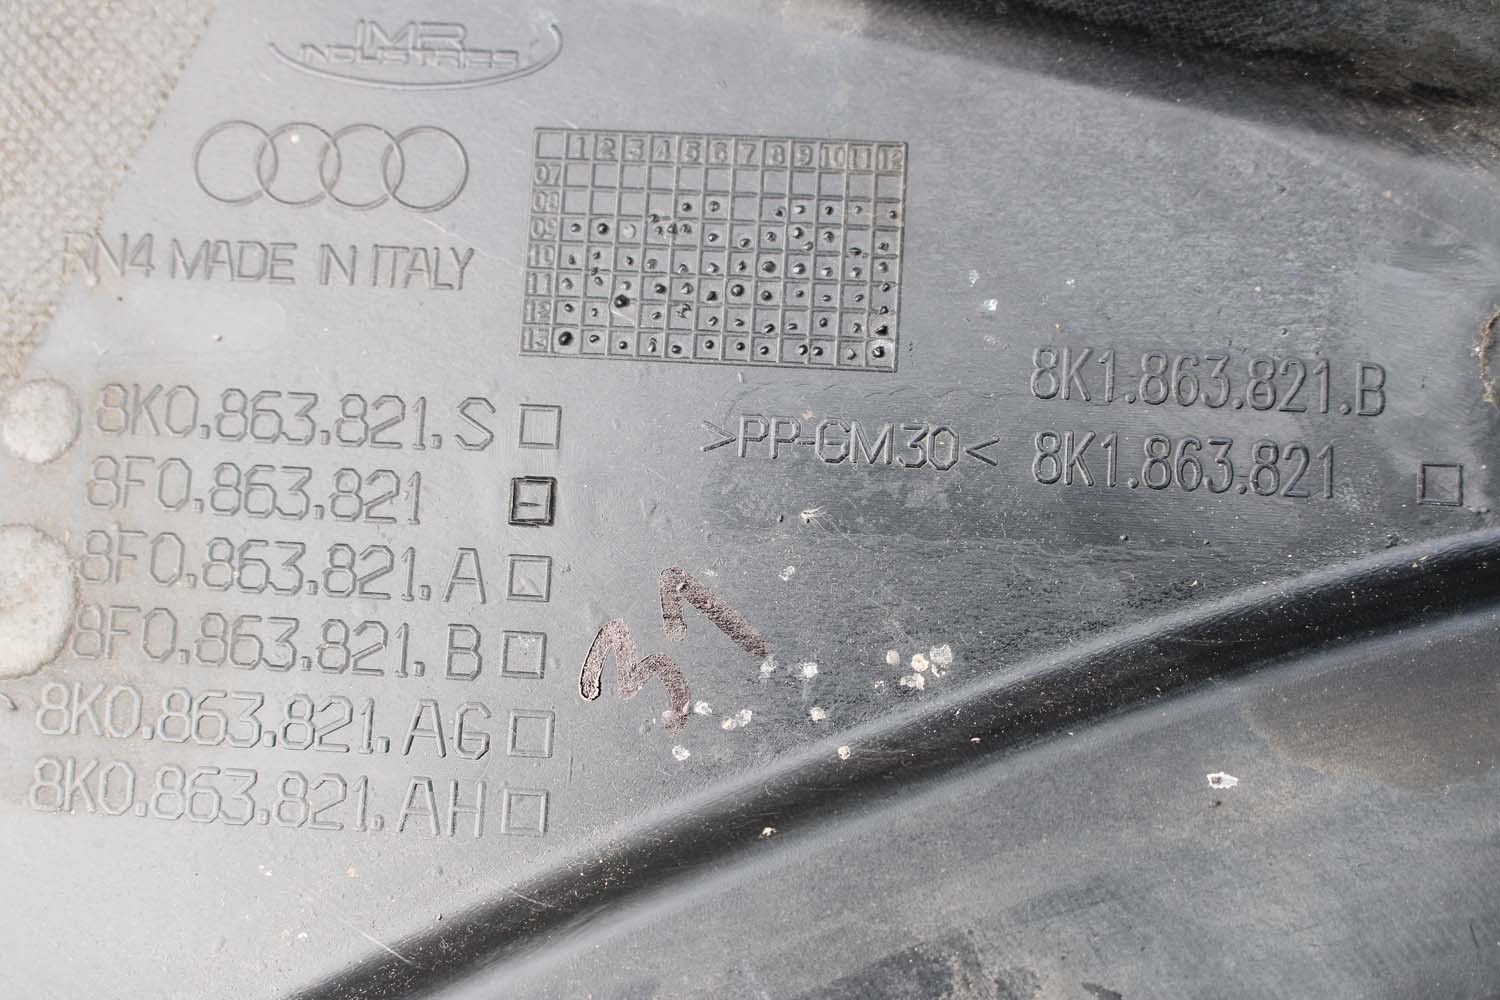 IMR
INDUSTRIES
RN4 MADE IN ITALY
1 2 3 4 5 6 7 8 9 10 11 12
07
08
09
10
11
12
13
8K0.863.821.S
8F0.863.821
8F0.863.821.A
8F0.863.821.B
8K0.863.821.AG
8K0.863.821.AH
>PP-GM30<
8K1.863.821.B
8K1.863.821